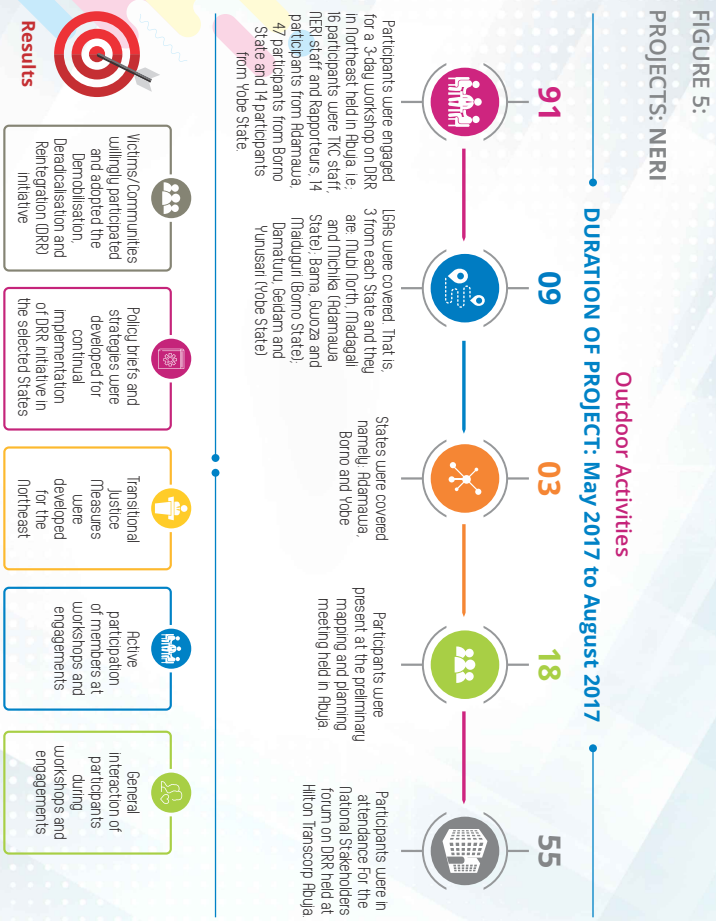 FIGURE 5:
PROJECTS: NERI
Outdoor Activities
DURATION OF PROJECT: May 2017 to August 2017
91
Participants were engaged
for a 3-day workshop on DRR
in Northeast held in Abuja. i.e;
16 participants were TKC staff,
NERI staff and Rapporteurs, 14
participants from Adamawa,
47 participants from Borno
State and 14 participants
from Yobe State.
09
LGAs were covered. That is,
3 from each State and they
are: Mubi North, Madagali
and Michika (Adamawa
State); Bama, Gwoza and
Maiduguri (Borno State);
Damaturu, Geidam and
Yunusari (Yobe State)
03
States were covered
namely: Adamawa,
Borno and Yobe
18
Participants were
present at the preliminary
mapping and planning
meeting held in Abuja.
55
Participants were in
attendance For the
National Stakeholders
forum on DRR held at
Hilton Transcorp Abuja.
Results
Victims/Communities
willingly participated
and adopted the
Demobilisation,
Deradicalisation and
Reintegration (DRR)
initiative
Policy briefs and
strategies were
developed for
continual
implementation
of DRR initiative in
the selected States
Transitional
Justice
Measures
were
developed
for the
Northeast
Active
participation
of members at
workshops and
engagements
General
interaction of
participants
during
workshops and
engagements